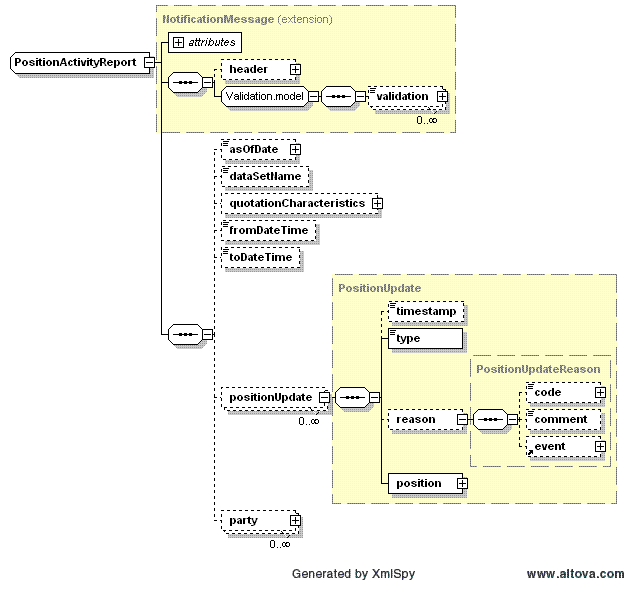 NotificationMessage (extension)
attributes
PositionActivityReport
header
Validation.model
validation
0..∞
asOfDate
dataSetName
quotationCharacteristics
fromDateTime
toDateTime
PositionUpdate
timestamp
type
PositionUpdateReason
code
positionUpdate
reason
comment
0..∞
event
position
party
0..∞
Generated by XmlSpy
www.altova.com